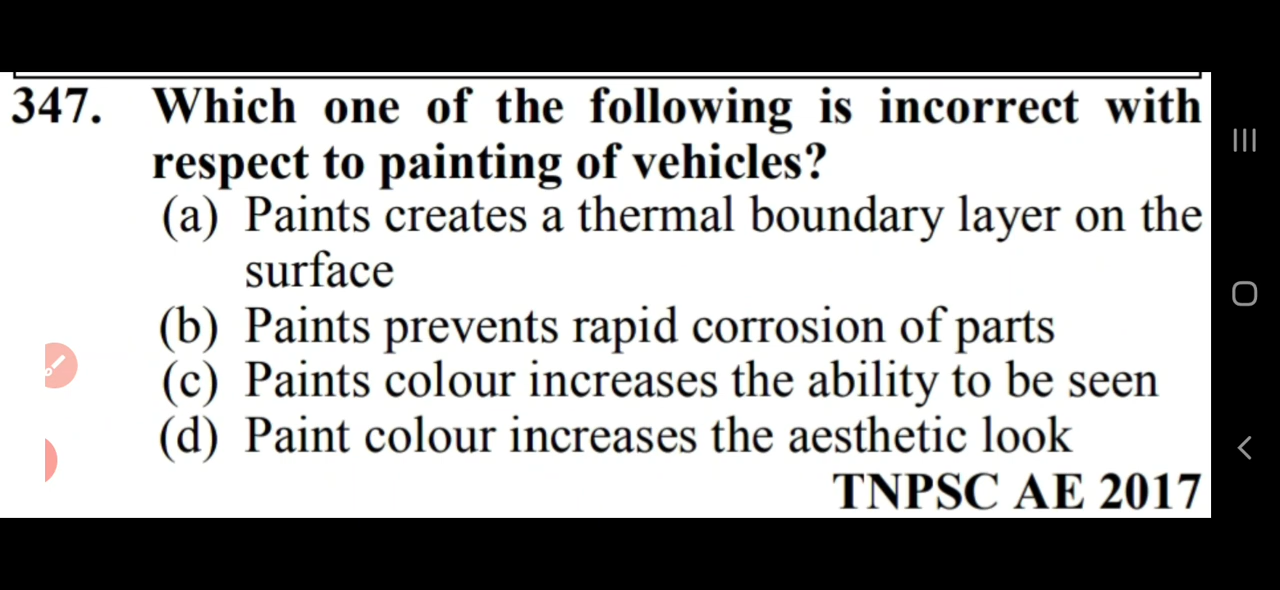 347. Which one of the following is incorrect with
respect to painting of vehicles?
(a) Paints creates a thermal boundary layer on the
surface
(b) Paints prevents rapid corrosion of parts
(c) Paints colour increases the ability to be seen
(d) Paint colour increases the aesthetic look
TNPSC AE 2017